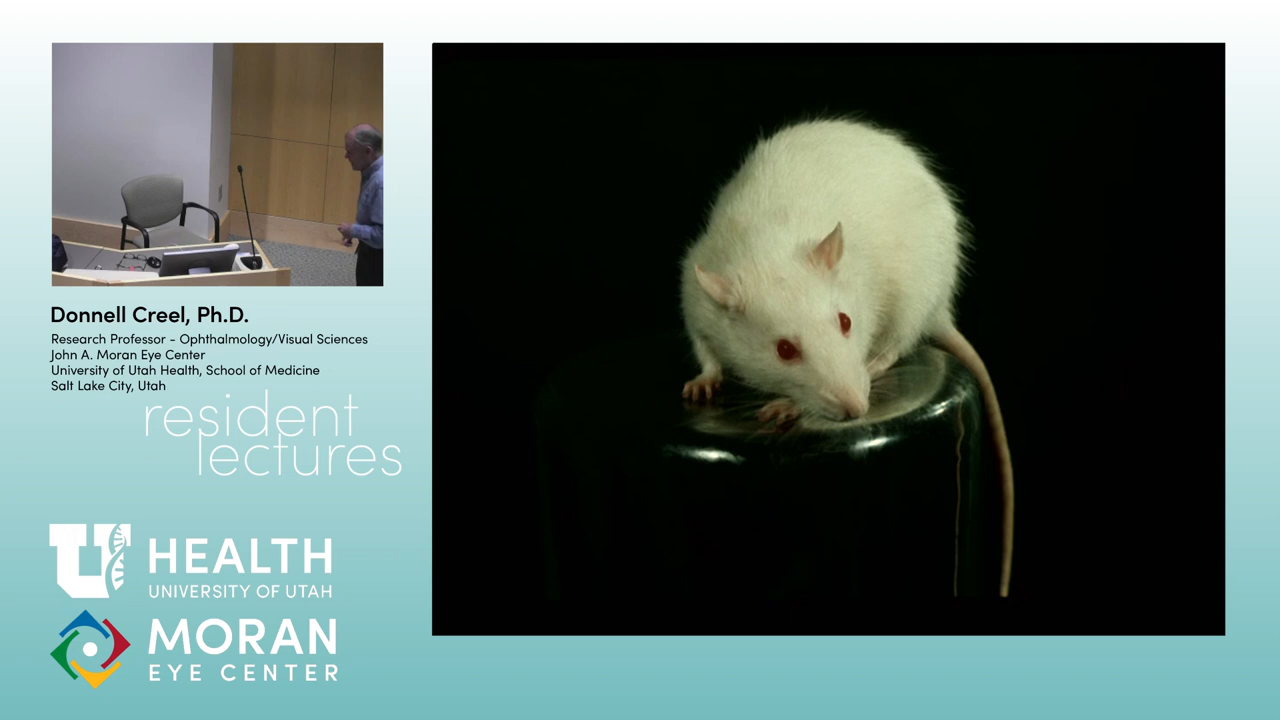 Donnell Creel, Ph.D.
Research Professor - Ophthalmology/Visual Sciences
John A. Moran Eye Center
University of Utah Health, School of Medicine
Salt Lake City, Utah
resident
lectures
U HEALTH
UNIVERSITY OF UTAH
MORAN
EYE CENTER